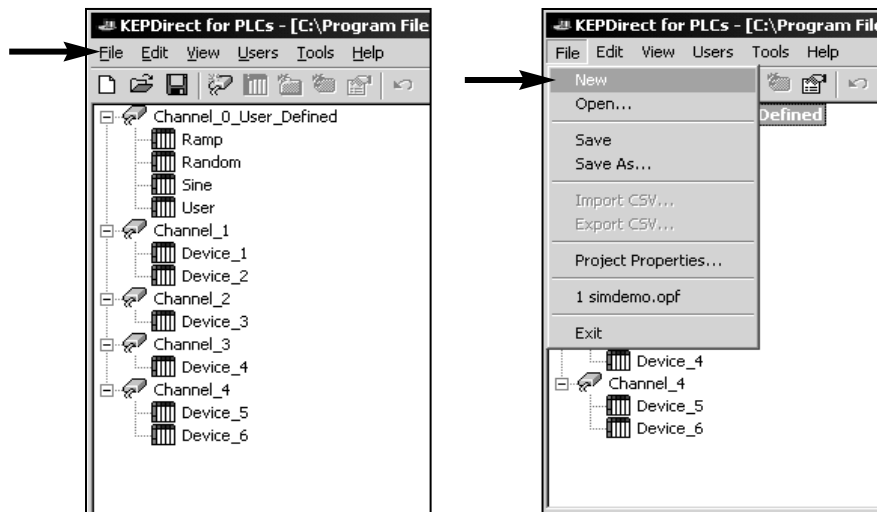 KEPDirect for PLCs - [C:\Program File
File Edit View Users Tools Help
Channel_0_User_Defined
Ramp
Random
Sine
User
Channel_1
Device_1
Device_2
Channel_2
Device_3
Channel_3
Device_4
Channel_4
Device_5
Device_6
KEPDirect for PLCs - [C:\Program File
File Edit View Users Tools Help
New
Open...
Defined
Save
Save As...
Import CSV...
Export CSV...
Project Properties...
1 simdemo.opf
Exit
Device_4
Channel_4
Device_5
Device_6